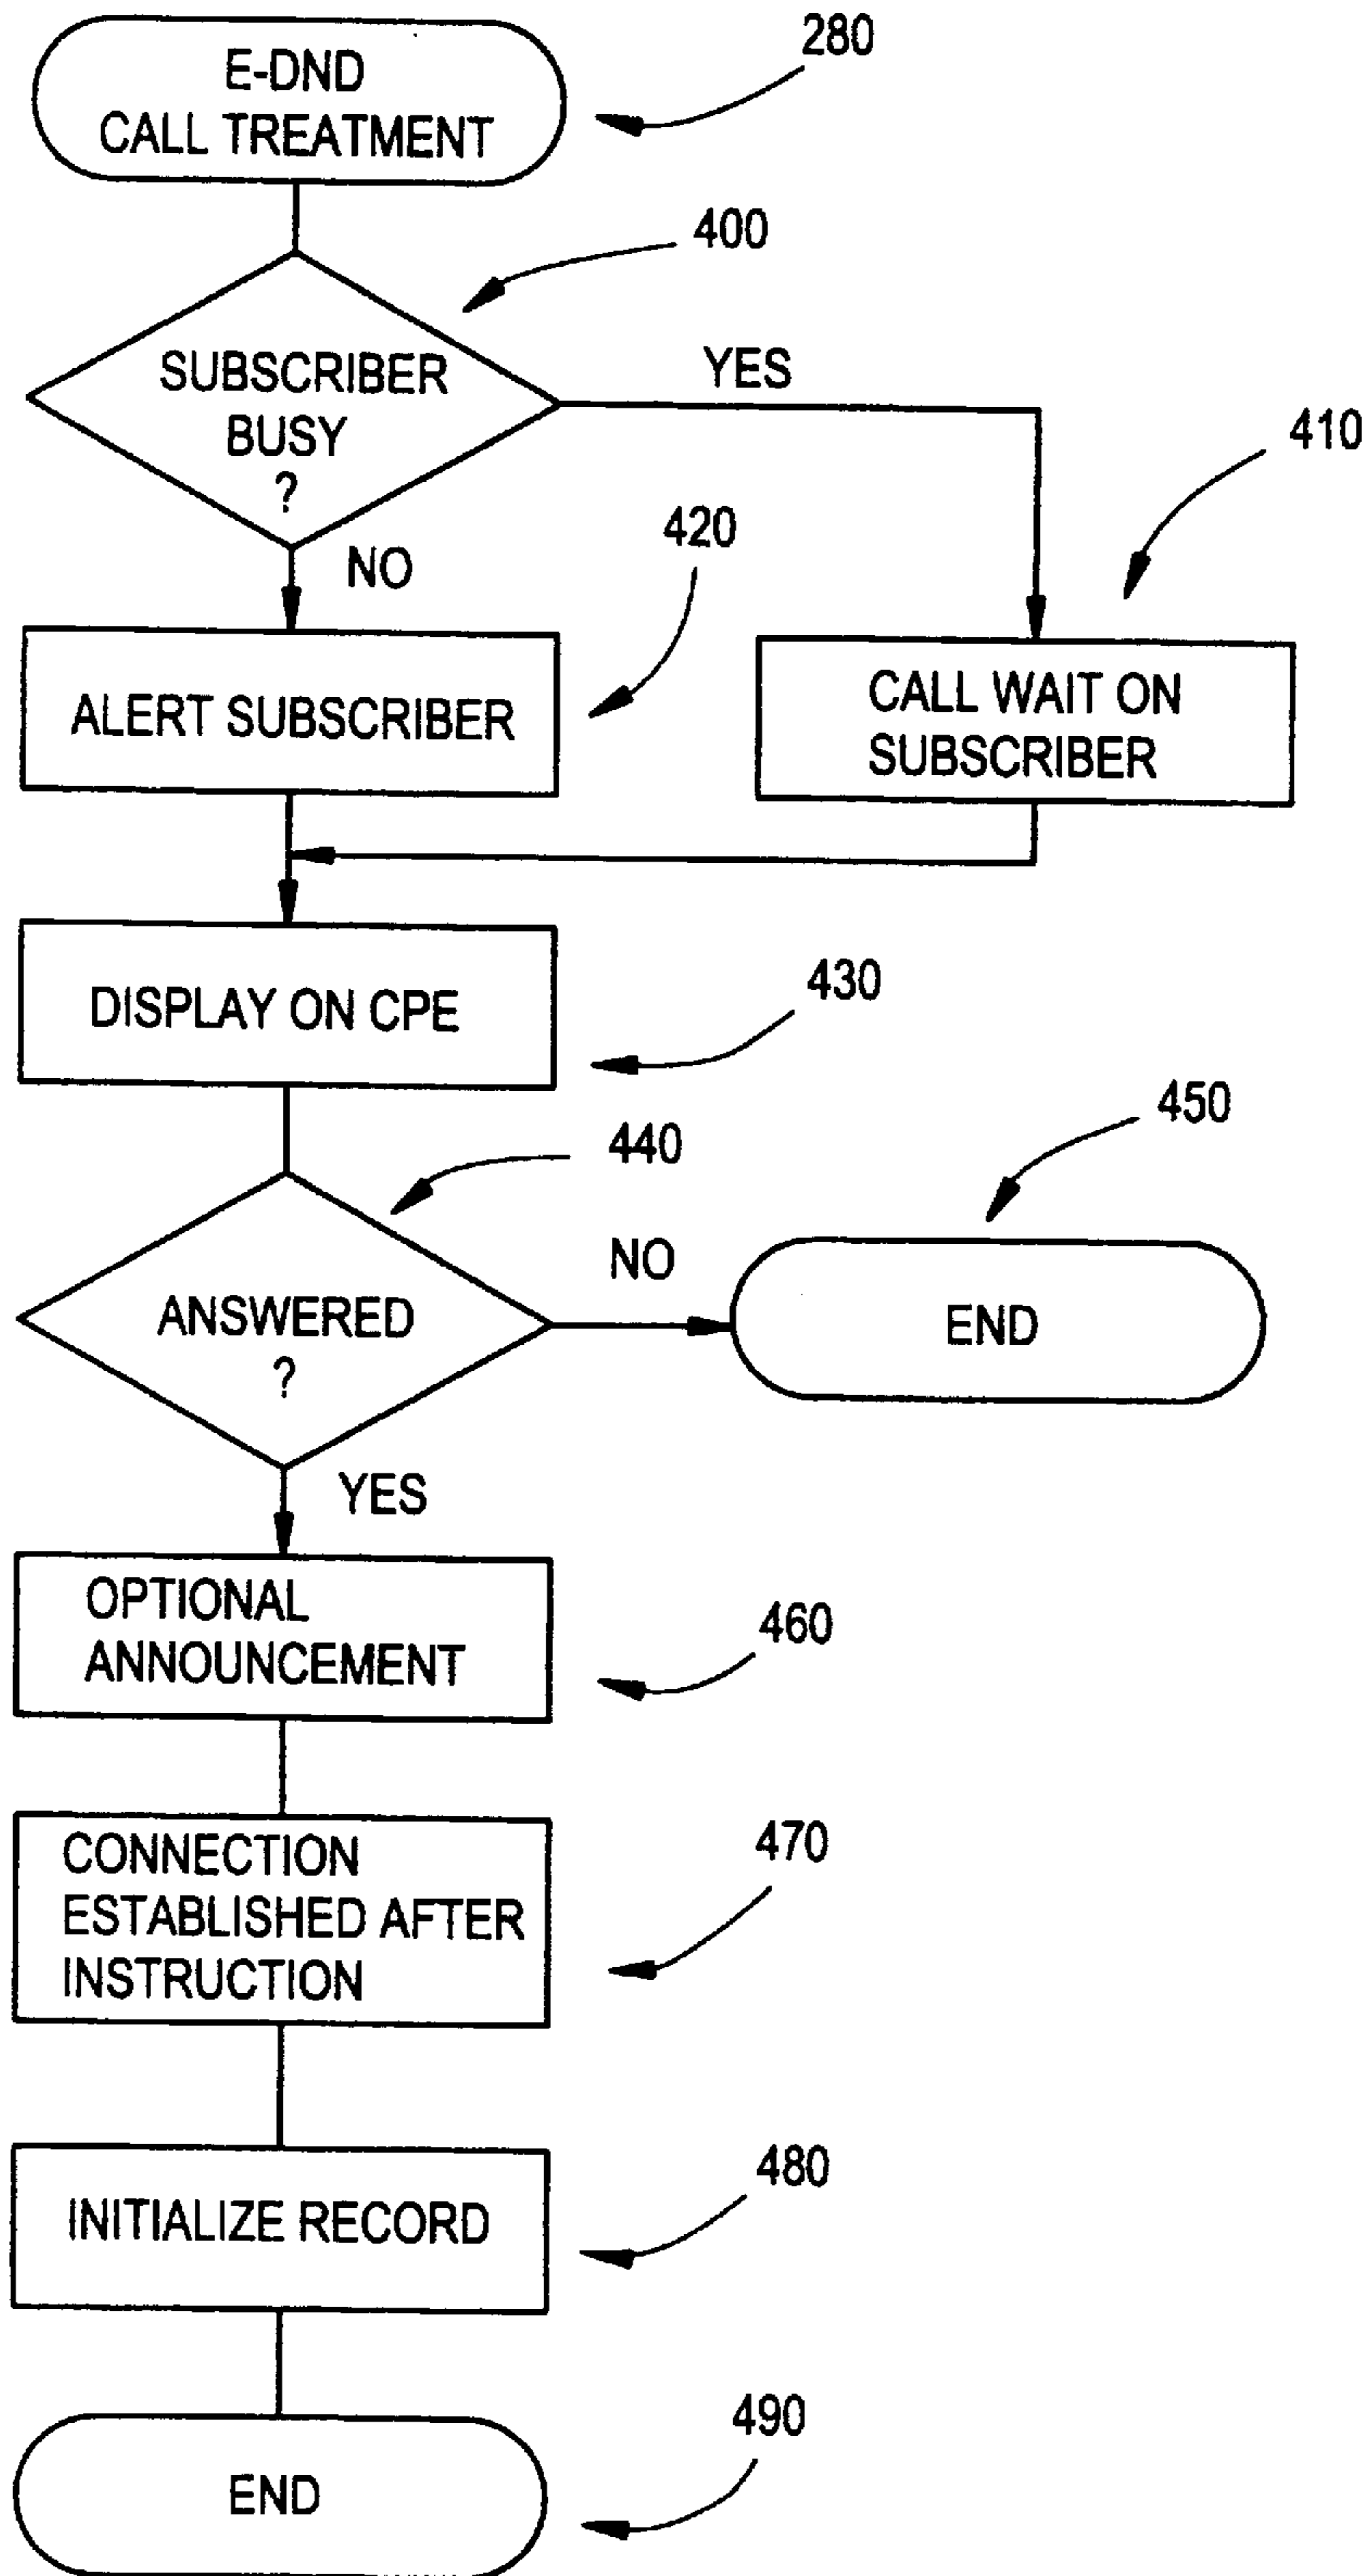 E-DND
CALL TREATMENT
280
400
SUBSCRIBER
BUSY
?
YES
410
NO
420
ALERT SUBSCRIBER
CALL WAIT ON
SUBSCRIBER
DISPLAY ON CPE
430
440
450
ANSWERED
?
NO
END
YES
OPTIONAL
ANNOUNCEMENT
460
CONNECTION
ESTABLISHED AFTER
INSTRUCTION
470
INITIALIZE RECORD
480
END
490